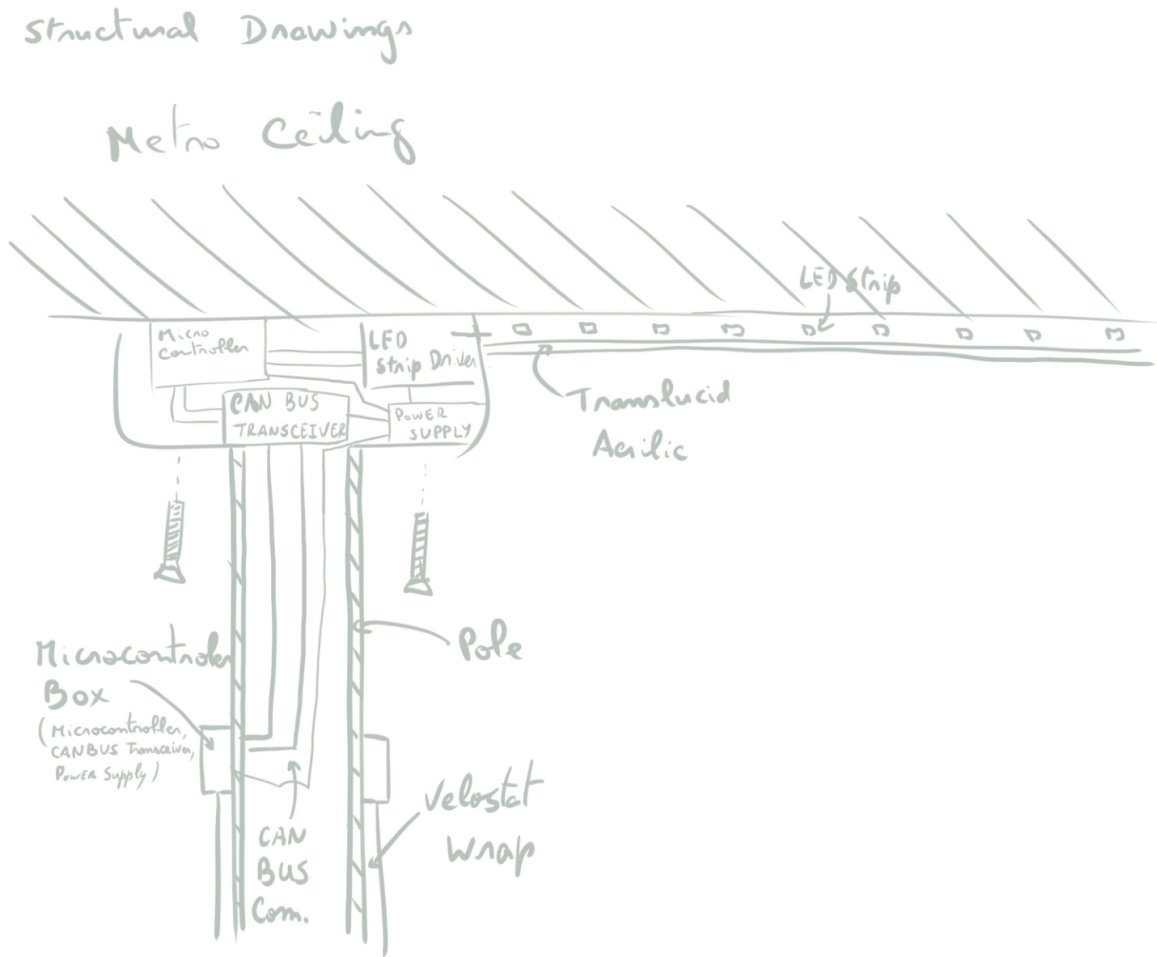 Structural Drawings
Metro Ceiling
LED Strip
Micro
controller
LED
Strip Driver
CAN BUS
TRANSCEIVER
POWER
SUPPLY
Translucid
Acrilic
Pole
Microcontroler
Box
(Microcontroller,
CANBUS Transceiver,
Power Supply)
Velostat
Wrap
CAN
BUS
Com.